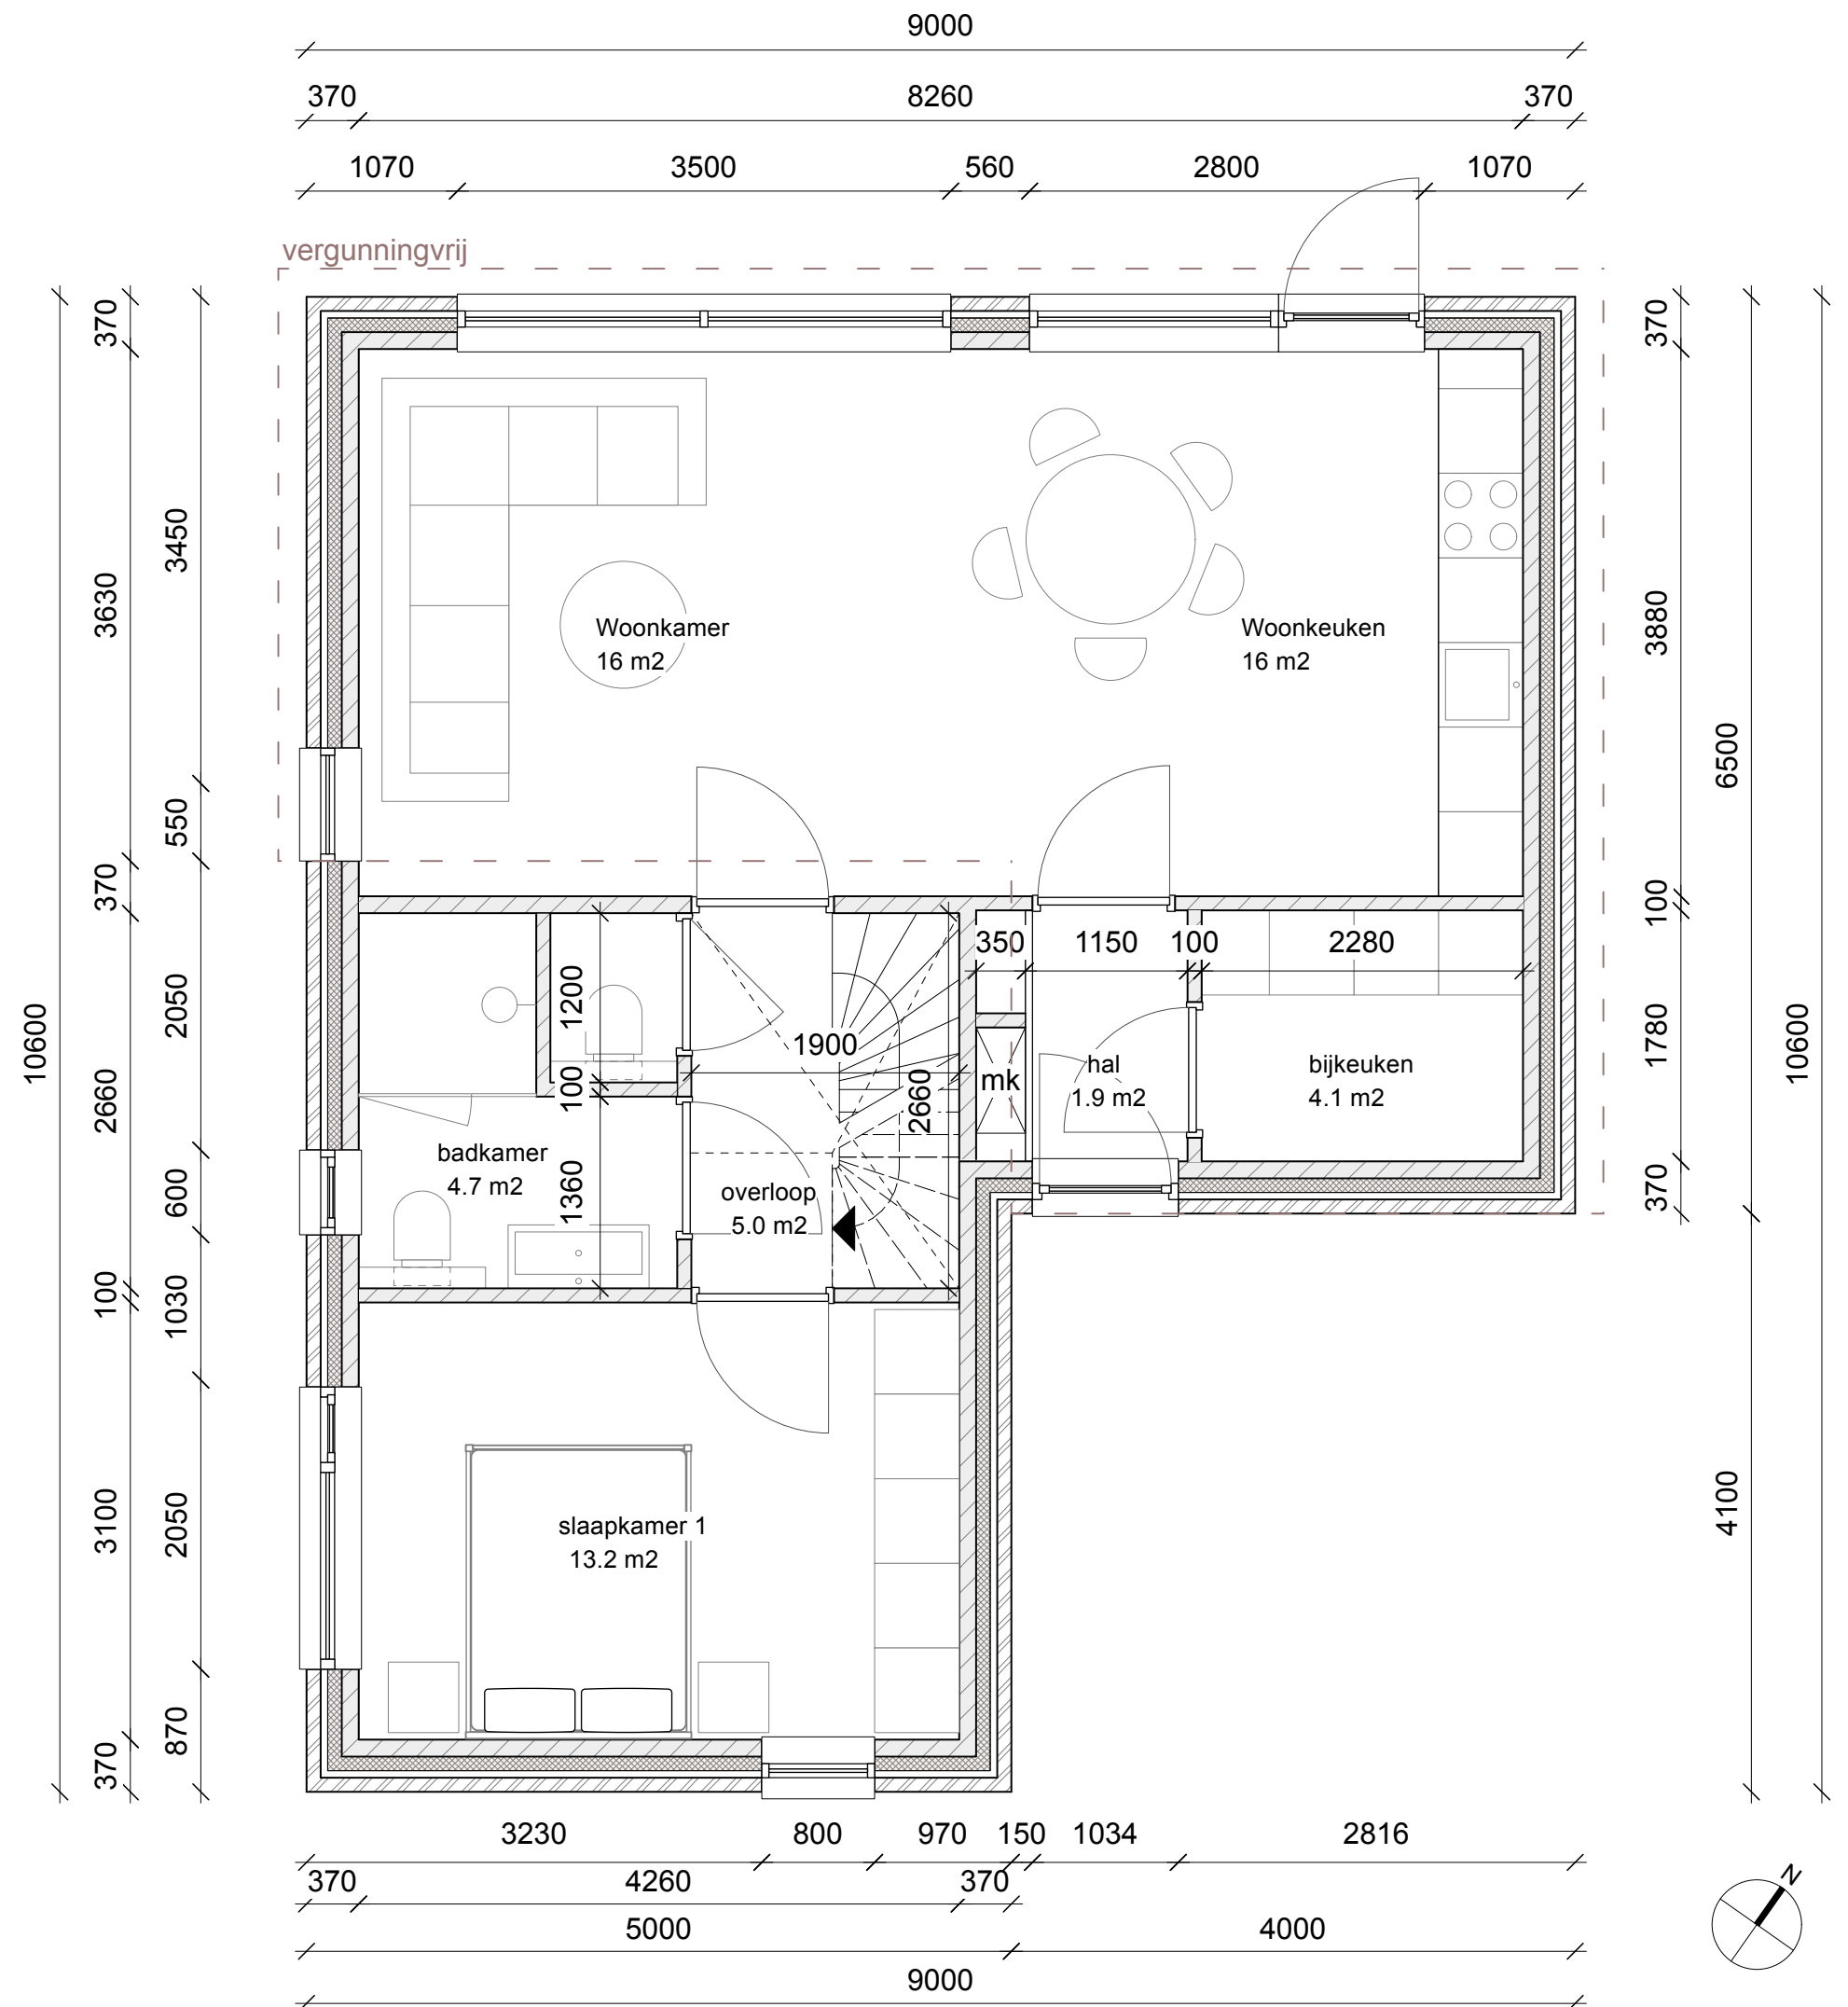 9000
370 8260 370
1070 3500 560 2800 1070
vergunningvrij
370
3450
3630
550
370
2050
10600
2660
600
100
1030
3100
2050
870
370
370
3880
6500
100
1780
10600
370
4100
Woonkamer
16 m2
Woonkeuken
16 m2
350 1150 100 2280
1200
1900
100
2660
1360
mk
hal
1.9 m2
bijkeuken
4.1 m2
badkamer
4.7 m2
overloop
5.0 m2
slaapkamer 1
13.2 m2
3230 800 970 150 1034 2816
370 4260 370
5000 4000
9000
N